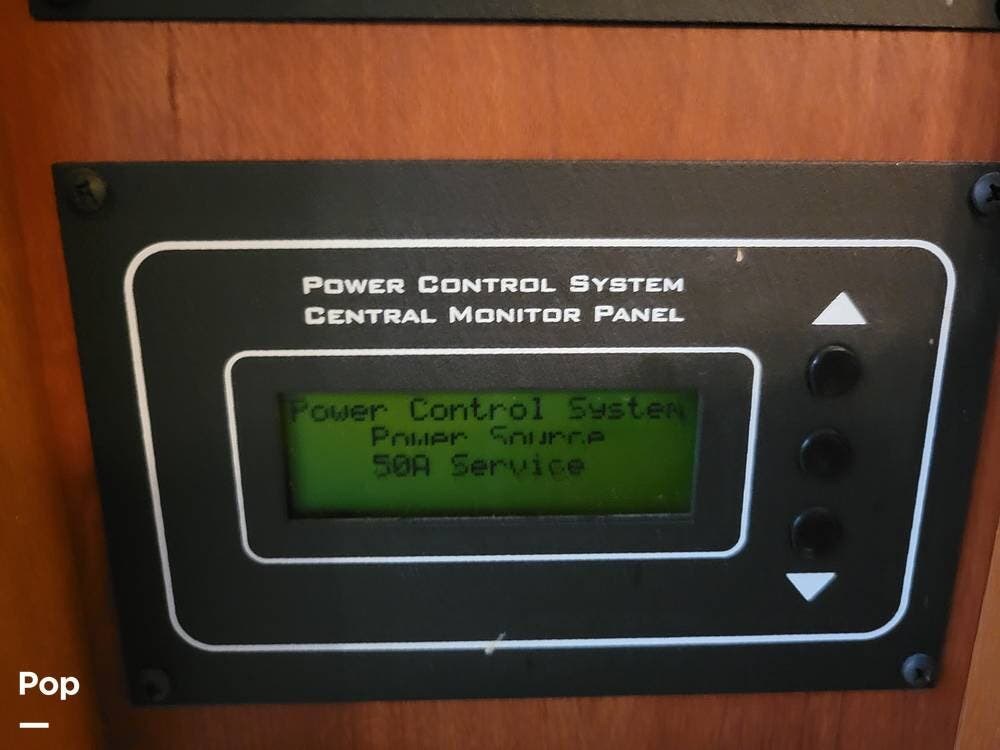 POWER CONTROL SYSTEM
CENTRAL MONITOR PANEL
Power Control System
Power Source
50A Service
Pop